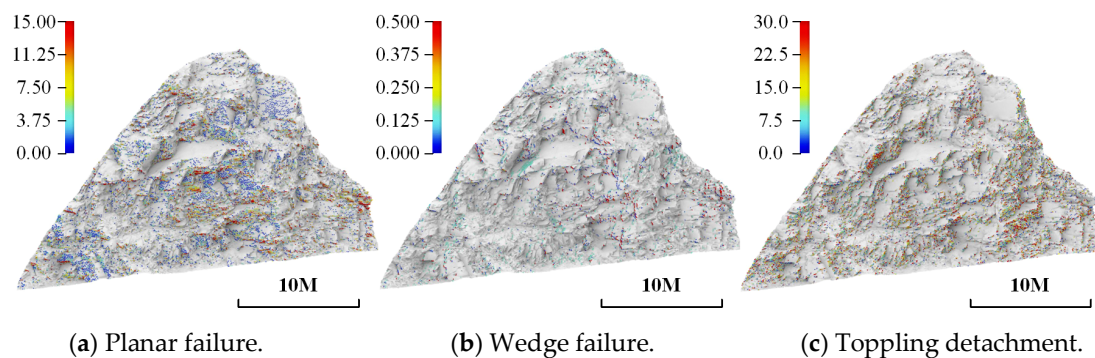 15.00
11.25
7.50
3.75
0.00
10M
(a) Planar failure.
0.500
0.375
0.250
0.125
0.000
10M
(b) Wedge failure.
30.0
22.5
15.0
7.5
0.0
10M
(c) Toppling detachment.